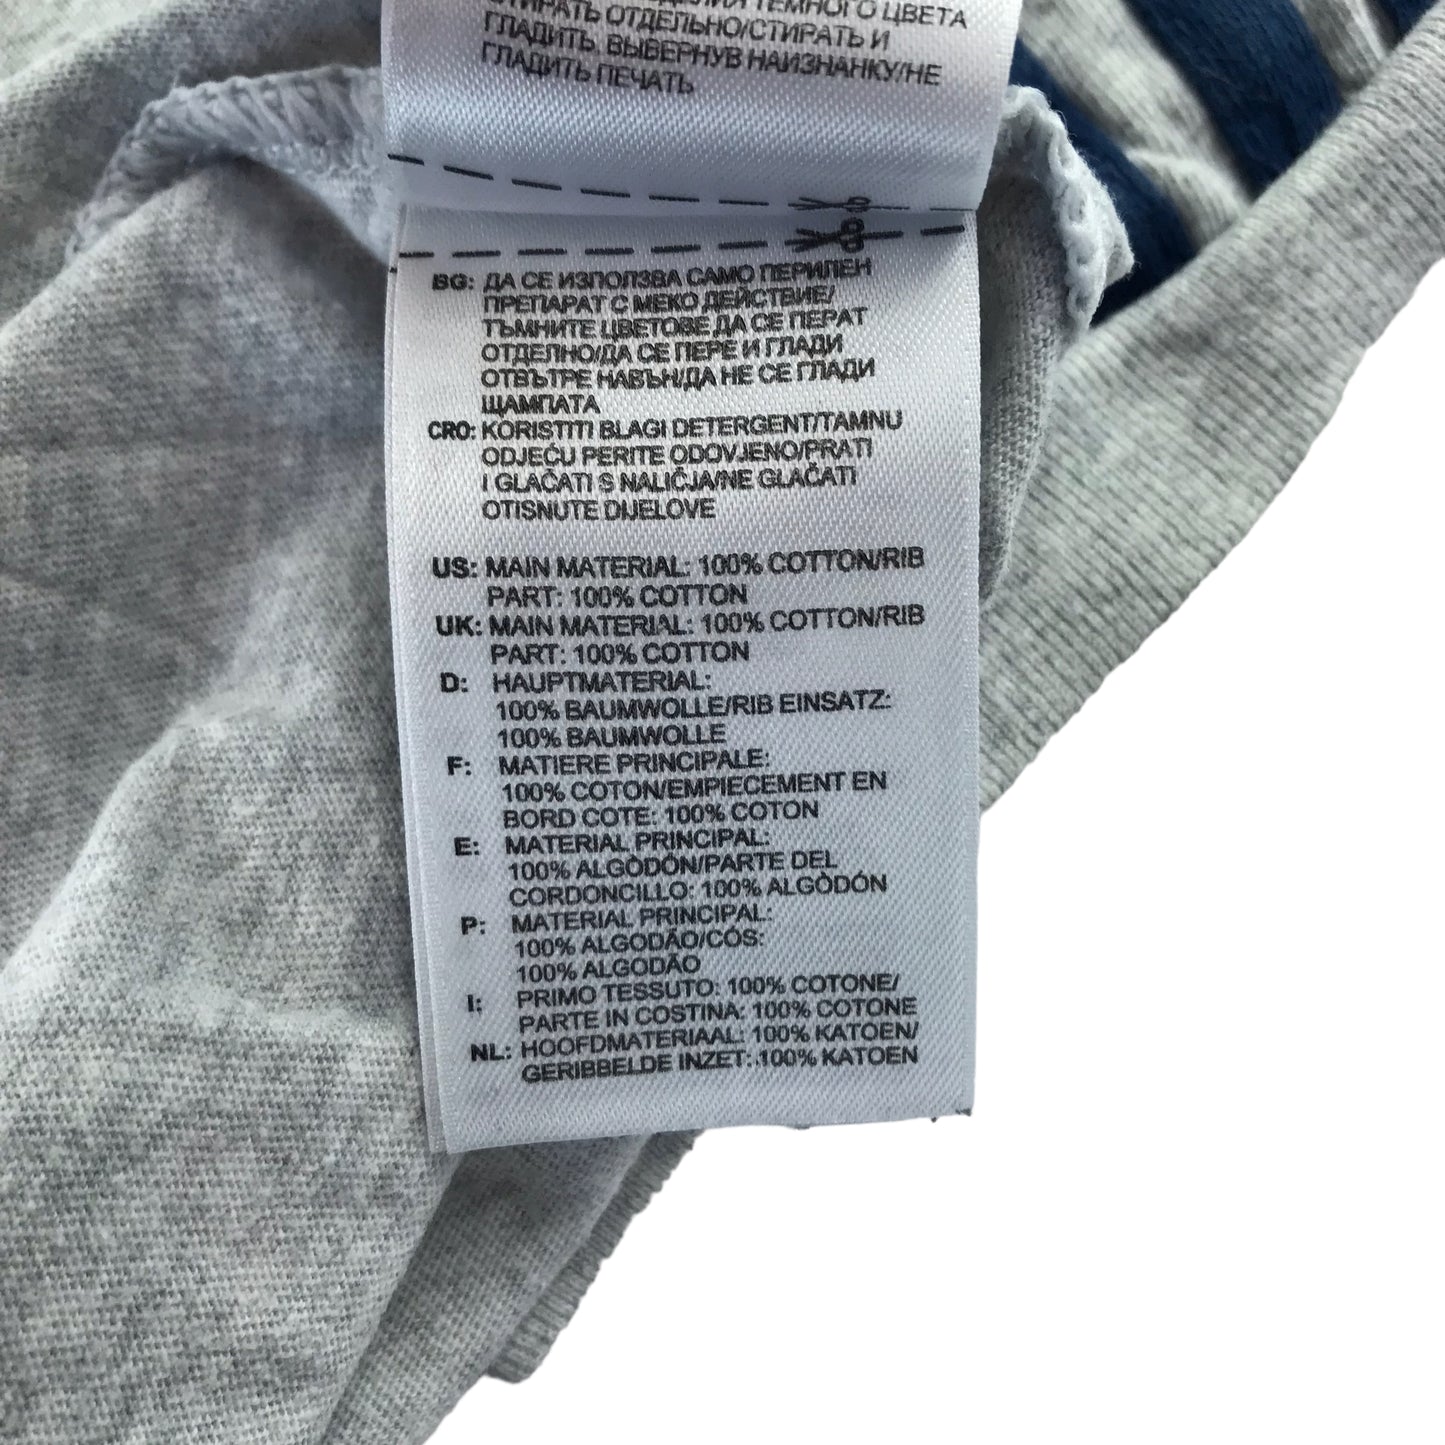 ТЕМНОГО ЦВЕТА
СТИРАТЬ ОТДЕЛЬНО/СТИРАТЬ И
ГЛАДИТЬ, ВЫВЕРНУВ НАИЗНАНКУ/НЕ
ГЛАДИТЬ ПЕЧАТЬ
BG: ДА СЕ ИЗПОЛЗВА САМО ПЕРИЛЕН
ПРЕПАРАТ С МЕКО ДЕЙСТВИЕ/
ТЪМНИТЕ ЦВЕТОВЕ ДА СЕ ПЕРАТ
ОТДЕЛНО/ДА СЕ ПЕРЕ И ГЛАДИ
ОТВЪТРЕ НАВЪН/ДА НЕ СЕ ГЛАДИ
ЩАМПАТА
CRO: KORISTITI BLAGI DETERGENT/TAMNU
ODJEĆU PERITE ODOVJENO/PRATI
I GLAČATI S NALIČJA/NE GLAČATI
OTISNUTE DIJELOVE
US: MAIN MATERIAL: 100% COTTON/RIB
PART: 100% COTTON
UK: MAIN MATERIAL: 100% COTTON/RIB
PART: 100% COTTON
D: HAUPTMATERIAL:
100% BAUMWOLLE/RIB EINSATZ:
100% BAUMWOLLE
F: MATIERE PRINCIPALE:
100% COTON/EMPIECEMENT EN
BORD COTE: 100% COTON
E: MATERIAL PRINCIPAL:
100% ALGÒDÓN/PARTE DEL
CORDONCILLO: 100% ALGÒDÓN
P: MATERIAL PRINCIPAL:
100% ALGODÃO/CÓS:
100% ALGODÃO
I: PRIMO TESSUTO: 100% COTONE/
PARTE IN COSTINA: 100% COTONE
NL: HOOFDMATERIAAL: 100% KATOEN/
GERIBBELDE INZET: 100% KATOEN